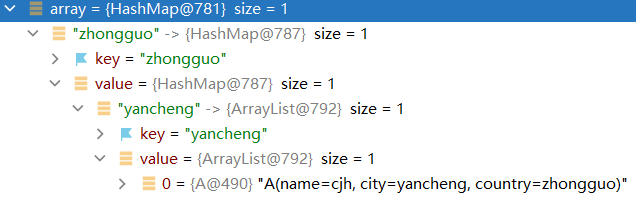 array = {HashMap@781} size = 1
"zhongguo" -> {HashMap@787} size = 1
key = "zhongguo"
value = {HashMap@787} size = 1
"yancheng" -> {ArrayList@792} size = 1
key = "yancheng"
value = {ArrayList@792} size = 1
0 = {A@490} "A(name=cjh, city=yancheng, country=zhongguo)"